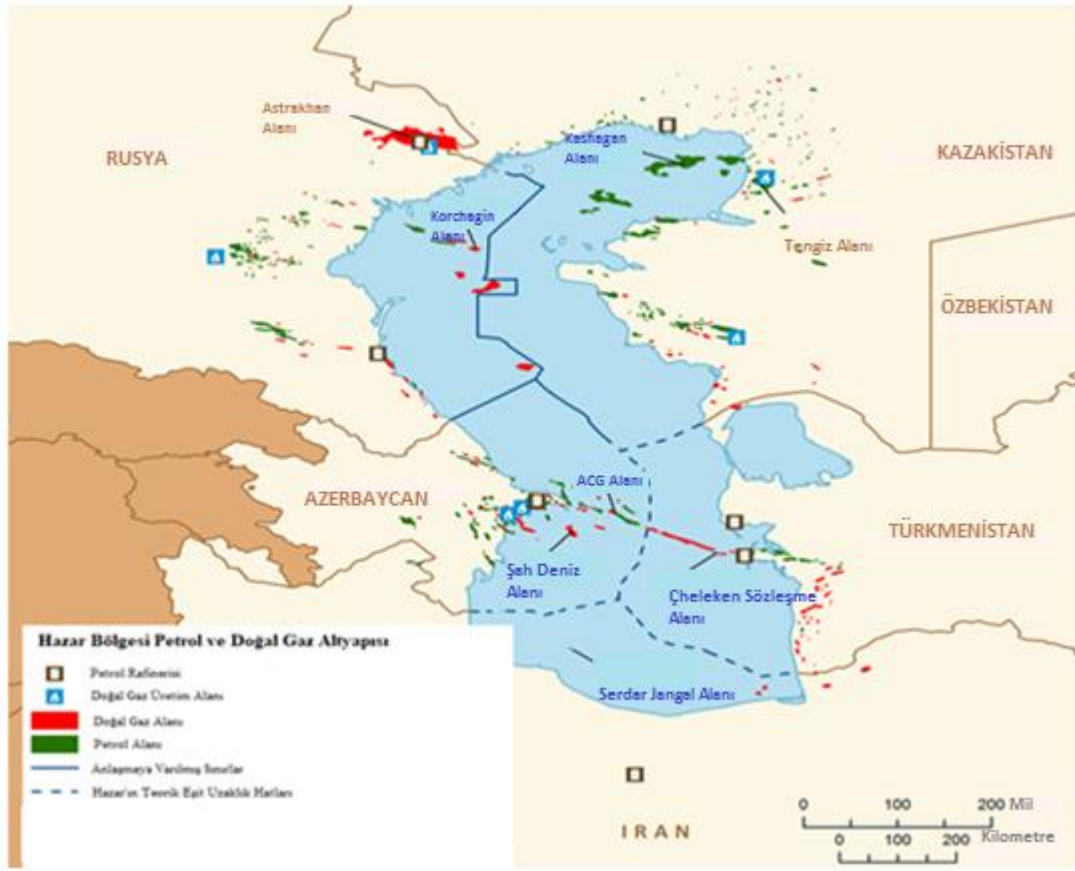 Astrakhan
Alanı
RUSYA
Kashagan
Alanı
KAZAKİSTAN
Korchagin
Alanı
Tengiz Alanı
ÖZBEKİSTAN
ACG Alanı
AZERBAYCAN
TÜRKMENİSTAN
Şah Deniz
Alanı
Çheleken Sözleşme
Alanı
Serdar Jangal Alanı
Hazar Bölgesi Petrol ve Doğal Gaz Altyapısı
Petrol Rafinerisi
Doğal Gaz Üretim Alanı
Doğal Gaz Alanı
Petrol Alanı
Anlaşmaya Varılmış Sınırlar
Hazar'ın Teorik Eşit Uzaklık Hatları
IRAN
0 100 200 Mil
Kilometre
0 100 200